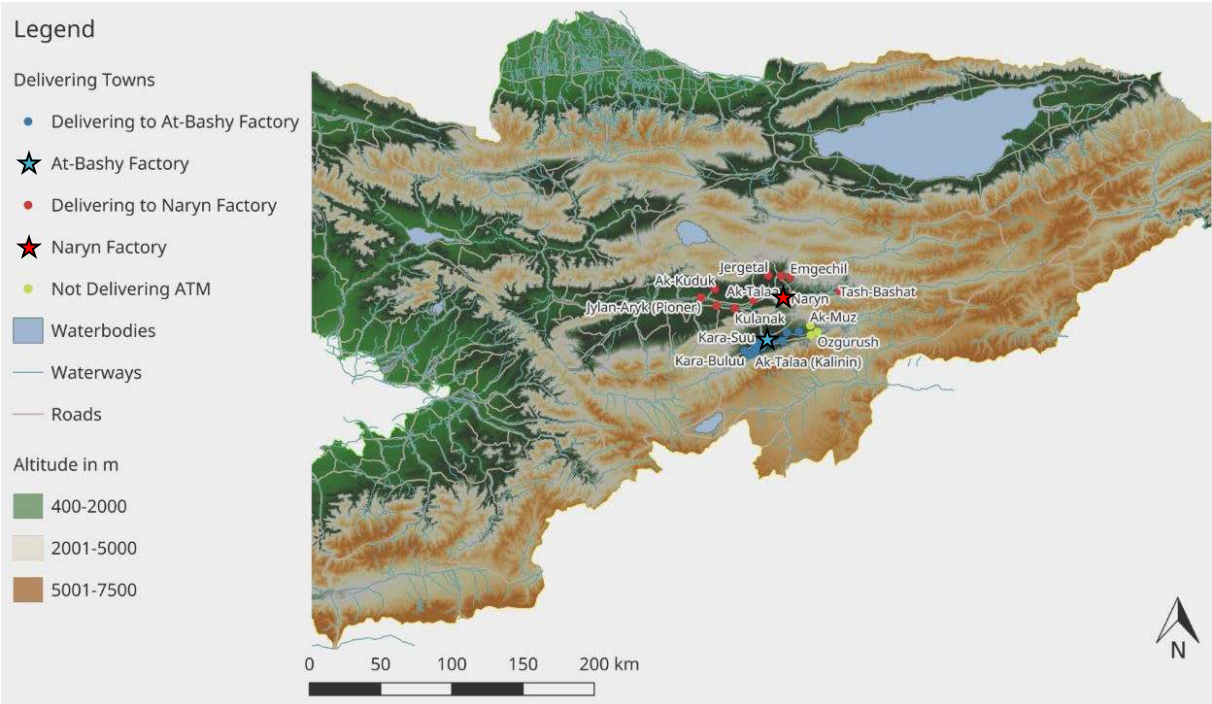 Legend
Delivering Towns
Delivering to At-Bashy Factory
At-Bashy Factory
Delivering to Naryn Factory
Naryn Factory
Not Delivering ATM
Waterbodies
Waterways
Roads
Altitude in m
400-2000
2001-5000
5001-7500
Jergetal
Emgechil
Ak-Kuduk
Ak-Talaa
Naryn
Tash-Bashat
Jylan-Aryk (Pioner)
Kulanak
Ak-Muz
Kara-Suu
Ozgurush
Kara-Buluu
Ak-Talaa (Kalinin)
0 50 100 150 200 km
N